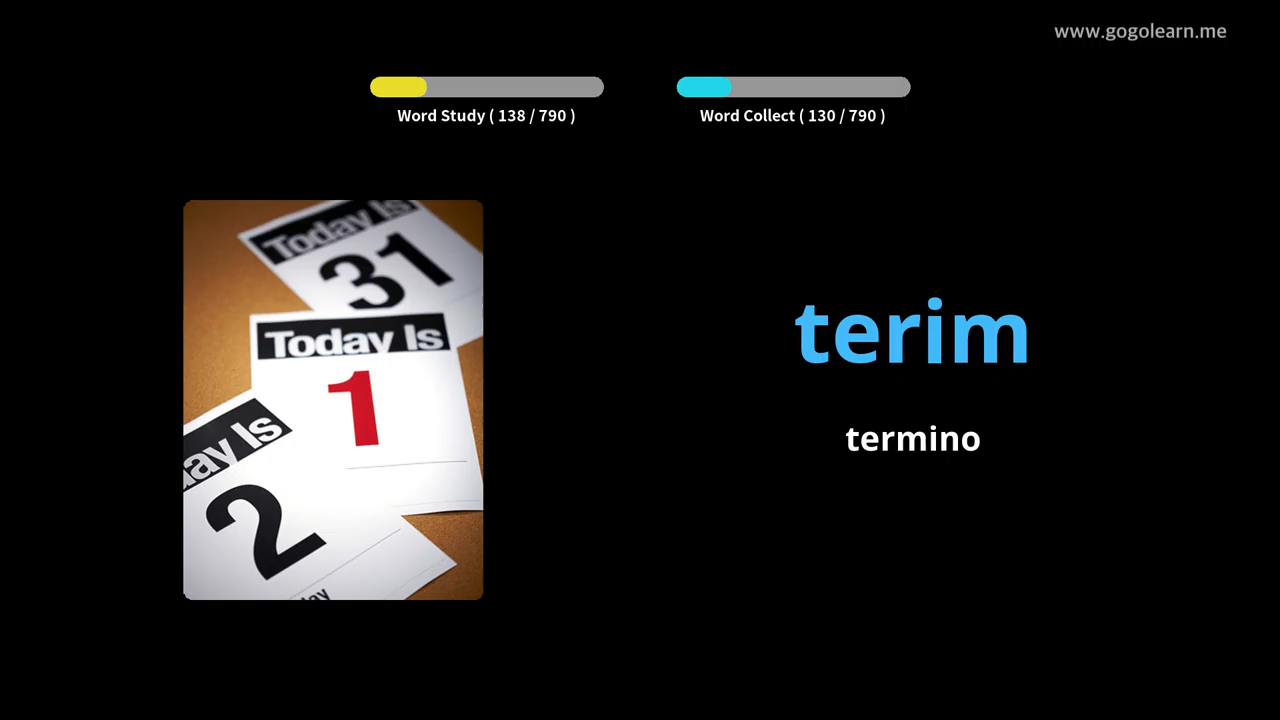 www.gogolearn.me
Word Study ( 138 / 790 )
Word Collect ( 130 / 790 )
Today Is
31
Today Is
1
ay Is
2
ay
terim
termino